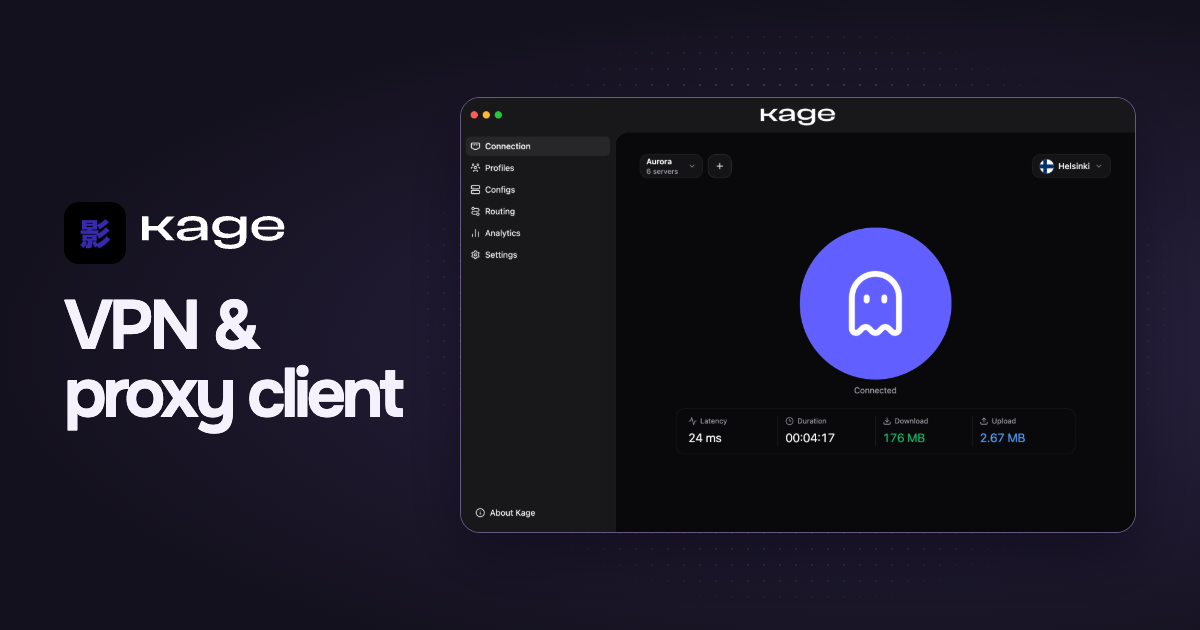 影 Kage
VPN &
proxy client
Kage
Connection
Profiles
Configs
Routing
Analytics
Settings
About Kage
Aurora
6 servers
+
Helsinki
Connected
Latency
24 ms
Duration
00:04:17
Download
176 MB
Upload
2.67 MB